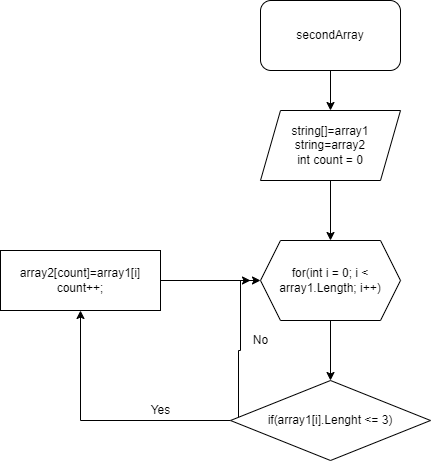 secondArray
string[]=array1
string=array2
int count = 0
for(int i = 0; i <
array1.Length; i++)
array2[count]=array1[i]
count++;
No
Yes
if(array1[i].Lenght <= 3)